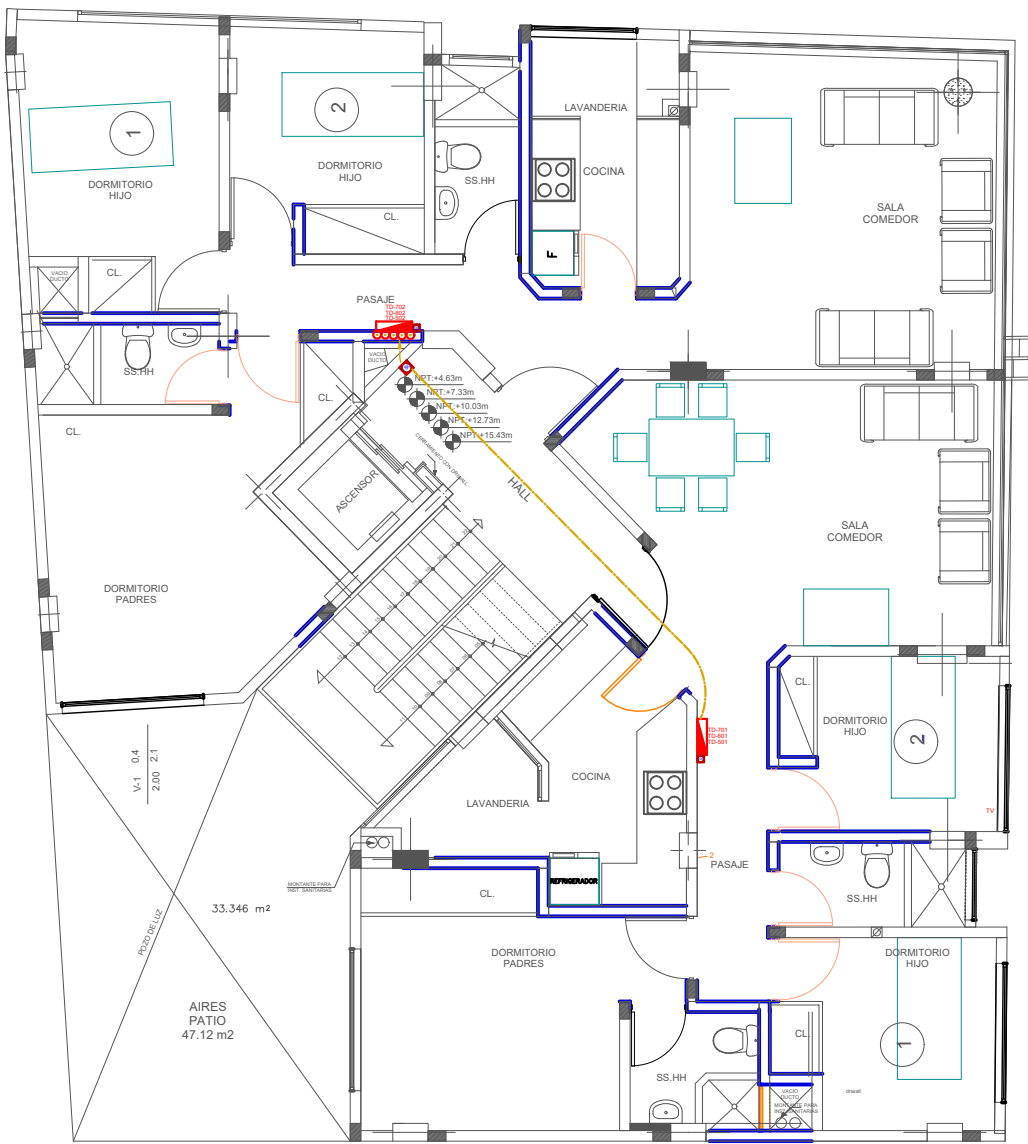 1
DORMITORIO
HIJO
2
DORMITORIO
HIJO
CL.
SS.HH
LAVANDERIA
COCINA
F
SALA
COMEDOR
VACIO
DUCTO
CL.
PASAJE
TD-702
TD-602
TD-502
SS.HH
VACIO
DUCTO
CL.
CL.
NPT:+4.63m
NPT:+7.33m
NPT:+10.03m
NPT:+12.73m
NPT:+15.43m
CERRAMIENTO CON DRIWALL
ASCENSOR
HALL
SALA
COMEDOR
DORMITORIO
PADRES
CL.
DORMITORIO
HIJO
2
TV
TD-701
TD-601
TD-501
V-1 0.4 2.1
2.00
COCINA
LAVANDERIA
2
PASAJE
REFRIGERADOR
CL.
MONTANTE PARA
INST. SANITARIAS
SS.HH
33.346 m²
POZO DE LUZ
DORMITORIO
PADRES
DORMITORIO
HIJO
AIRES
PATIO
47.12 m2
CL.
1
SS.HH
VACIO
DUCTO
MONTANTE PARA
INST. SANITARIAS
driwall